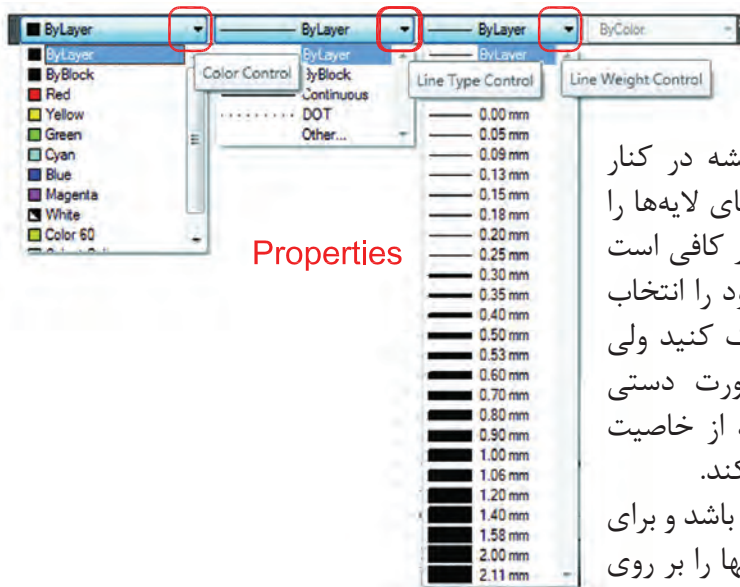 ByLayer
ByLayer
ByLayer
ByColor
ByLayer
ByBlock
Red
Yellow
Green
Cyan
Blue
Magenta
White
Color 60
Color Control
ByLayer
ByBlock
Continuous
DOT
Other...
Line Type Control
ByLayer
0.00 mm
0.05 mm
0.09 mm
0.13 mm
0.15 mm
0.18 mm
0.20 mm
0.25 mm
0.30 mm
0.35 mm
0.40 mm
0.50 mm
0.53 mm
0.60 mm
0.70 mm
0.80 mm
0.90 mm
1.00 mm
1.06 mm
1.20 mm
1.40 mm
1.58 mm
2.00 mm
2.11 mm
Line Weight Control
Properties
در کنار
لایه‌ها را
کافی است
را انتخاب
کنید ولی
دستی
از خاصیت
باشد و برای
را بر روی